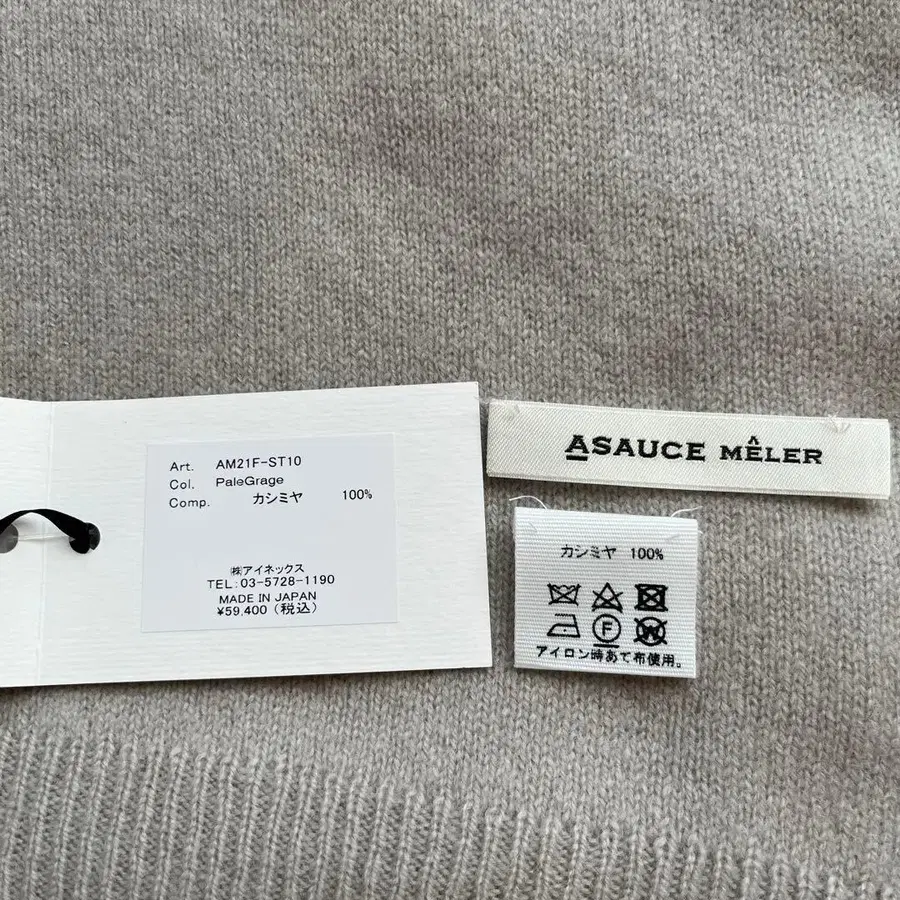 Art. AM21F-ST10
Col. PaleGrage
Comp. カシミヤ 100%
㈱アイネックス
TEL:03-5728-1190
MADE IN JAPAN
¥59,400（税込）
ASAUCE MÊLER
カシミヤ 100%
F
W
アイロン時あて布使用。